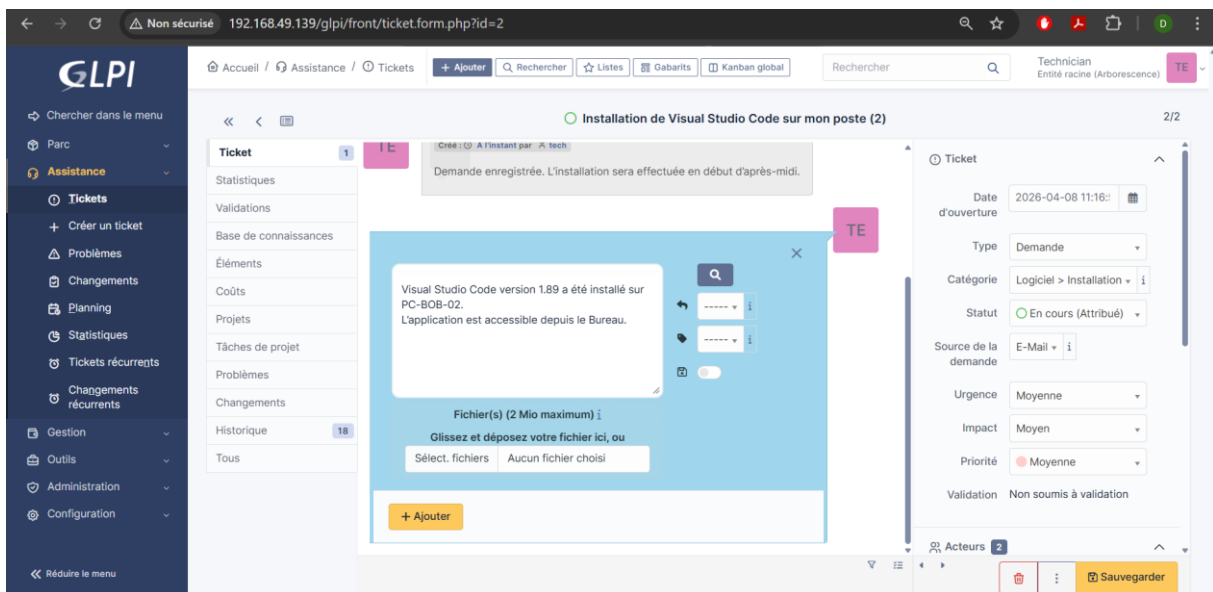 Non sécurisé 192.168.49.139/glpi/front/ticket.form.php?id=2
D
GLPI
Chercher dans le menu
Parc
Assistance
Tickets
Créer un ticket
Problèmes
Changements
Planning
Statistiques
Tickets récurrents
Changements
récurrents
Gestion
Outils
Administration
Configuration
Réduire le menu
Accueil / Assistance / Tickets
+ Ajouter
Rechercher
Listes
Gabarits
Kanban global
Rechercher
Technician
Entité racine (Arborescence)
TE
Installation de Visual Studio Code sur mon poste (2)
2/2
Ticket 1
Statistiques
Validations
Base de connaissances
Éléments
Coûts
Projets
Tâches de projet
Problèmes
Changements
Historique 18
Tous
TE
Créé : À l'instant par tech
Demande enregistrée. L'installation sera effectuée en début d'après-midi.
TE
Visual Studio Code version 1.89 a été installé sur
PC-BOB-02.
L'application est accessible depuis le Bureau.
----- i
----- i
Fichier(s) (2 Mio maximum) i
Glissez et déposez votre fichier ici, ou
Sélect. fichiers Aucun fichier choisi
+ Ajouter
Ticket
Date
d'ouverture
2026-04-08 11:16:
Type
Demande
Catégorie
Logiciel > Installation i
Statut
En cours (Attribué)
Source de la
demande
E-Mail i
Urgence
Moyenne
Impact
Moyen
Priorité
Moyenne
Validation
Non soumis à validation
Acteurs 2
Sauvegarder